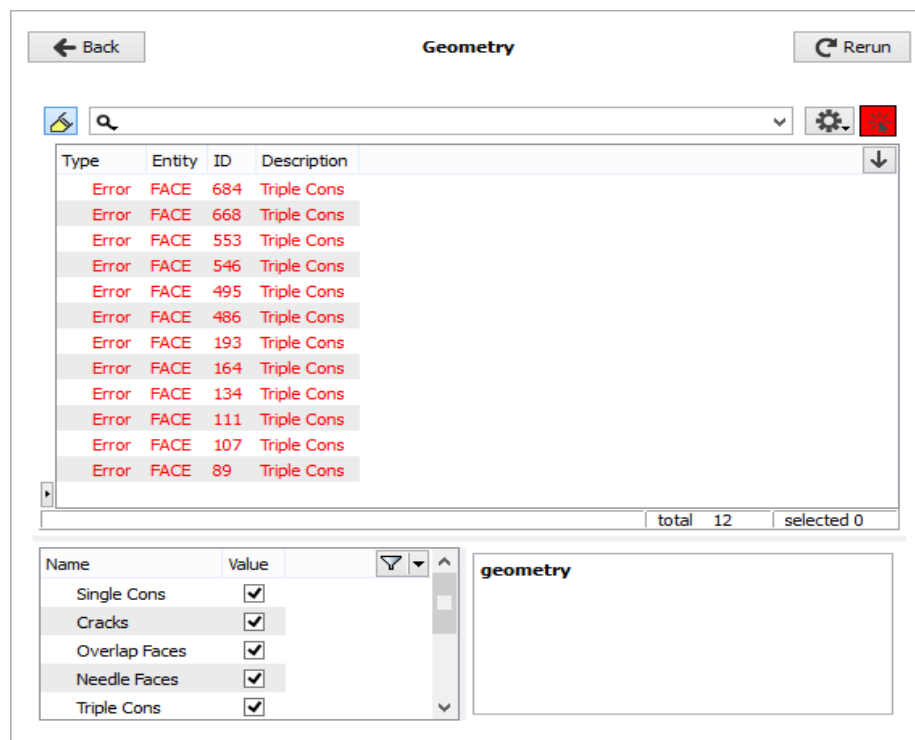 Back Geometry Rerun
Type Entity ID Description
Error FACE 684 Triple Cons
Error FACE 668 Triple Cons
Error FACE 553 Triple Cons
Error FACE 546 Triple Cons
Error FACE 495 Triple Cons
Error FACE 486 Triple Cons
Error FACE 193 Triple Cons
Error FACE 164 Triple Cons
Error FACE 134 Triple Cons
Error FACE 111 Triple Cons
Error FACE 107 Triple Cons
Error FACE 89 Triple Cons
total 12 selected 0
Name Value
Single Cons
Cracks
Overlap Faces
Needle Faces
Triple Cons
geometry